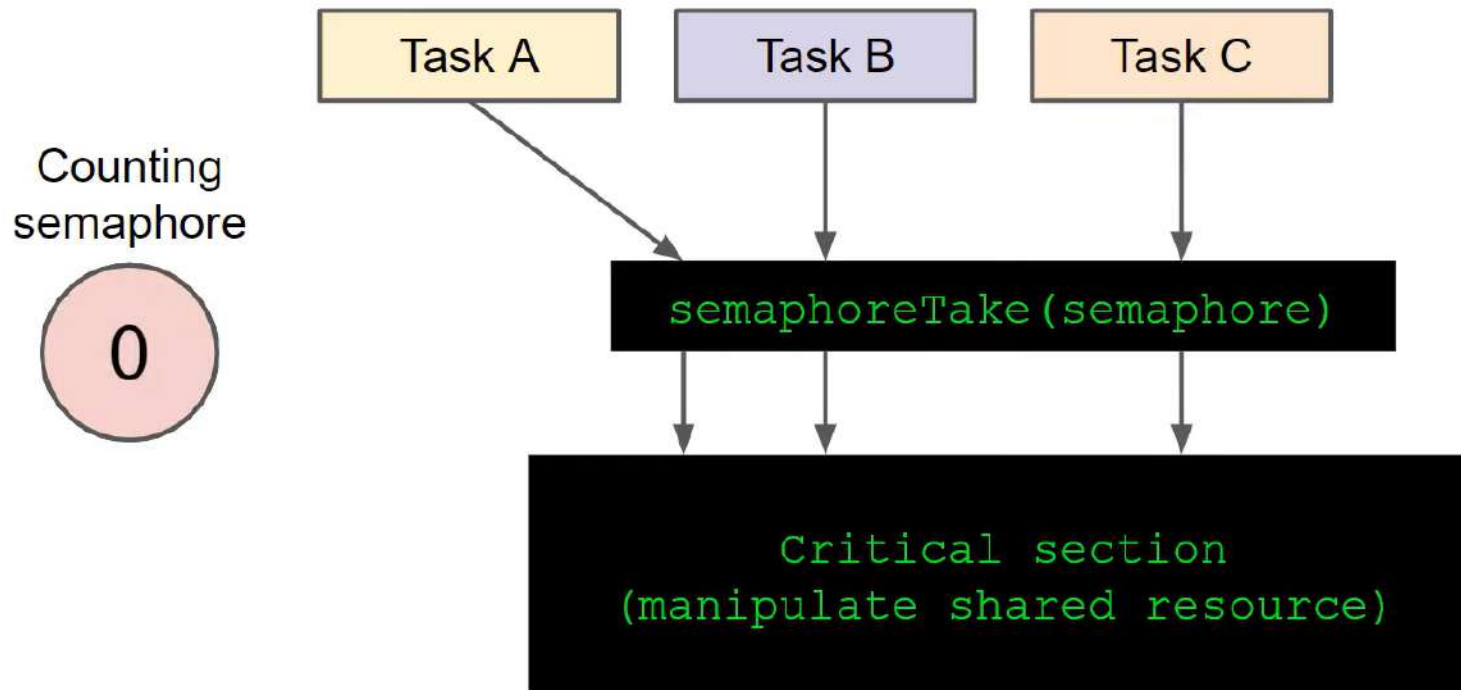 Task A
Task B
Task C
Counting
semaphore
0
semaphoreTake(semaphore)
Critical section
(manipulate shared resource)